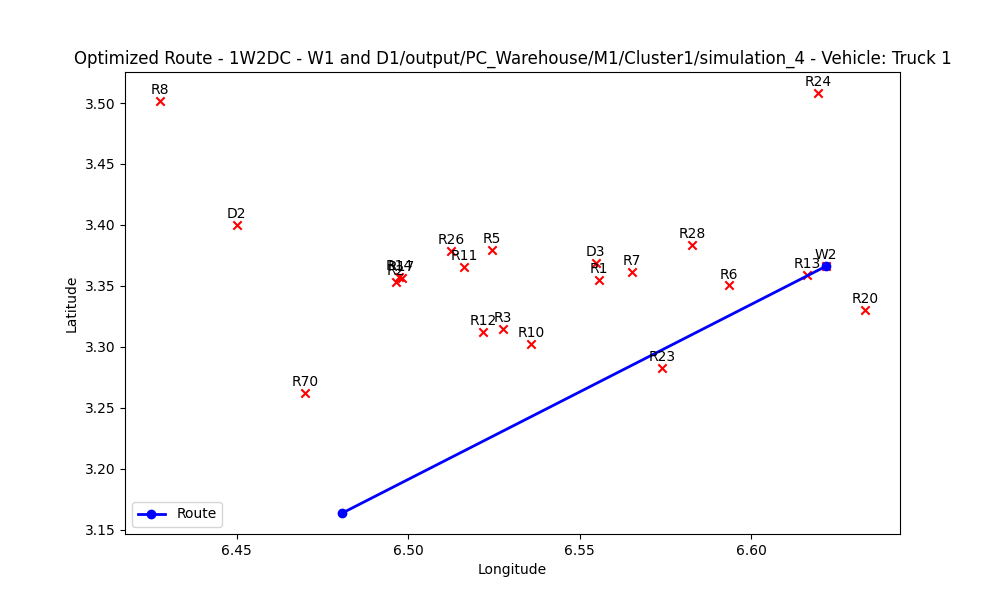 Optimized Route - 1W2DC - W1 and D1/output/PC_Warehouse/M1/Cluster1/simulation_4 - Vehicle: Truck 1
R8
R24
3.50
3.45
D2
3.40
R26
R5
R28
R11
D3
R1
R7
R13
W2
R6
3.35
R20
R12
R3
R10
3.30
R23
R70
3.25
3.20
Route
3.15
6.45
6.50
6.55
6.60
Longitude
Latitude